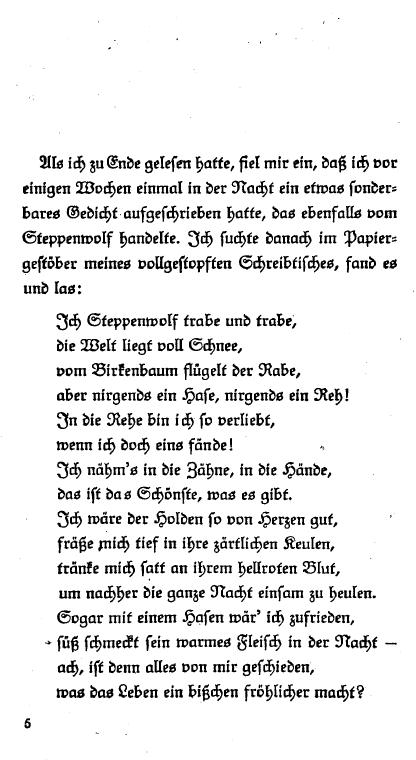 Als ich zu Ende gelesen hatte, fiel mir ein, daß ich vor
einigen Wochen einmal in der Nacht ein etwas sonder-
bares Gedicht aufgeschrieben hatte, das ebenfalls vom
Steppenwolf handelte. Ich suchte danach im Papier-
gestöber meines vollgestopften Schreibtisches, fand es
und las:
Ich Steppenwolf trabe und trabe,
die Welt liegt voll Schnee,
vom Birkenbaum flügelt der Rabe,
aber nirgends ein Hase, nirgends ein Reh!
In die Rehe bin ich so verliebt,
wenn ich doch eins fände!
Ich nähm's in die Zähne, in die Hände,
das ist das Schönste, was es gibt.
Ich wäre der Holden so von Herzen gut,
fräße mich tief in ihre zärtlichen Keulen,
tränke mich satt an ihrem hellroten Blut,
um nachher die ganze Nacht einsam zu heulen.
Sogar mit einem Hasen wär' ich zufrieden,
süß schmeckt sein warmes Fleisch in der Nacht —
ach, ist denn alles von mir geschieden,
was das Leben ein bißchen fröhlicher macht?
6